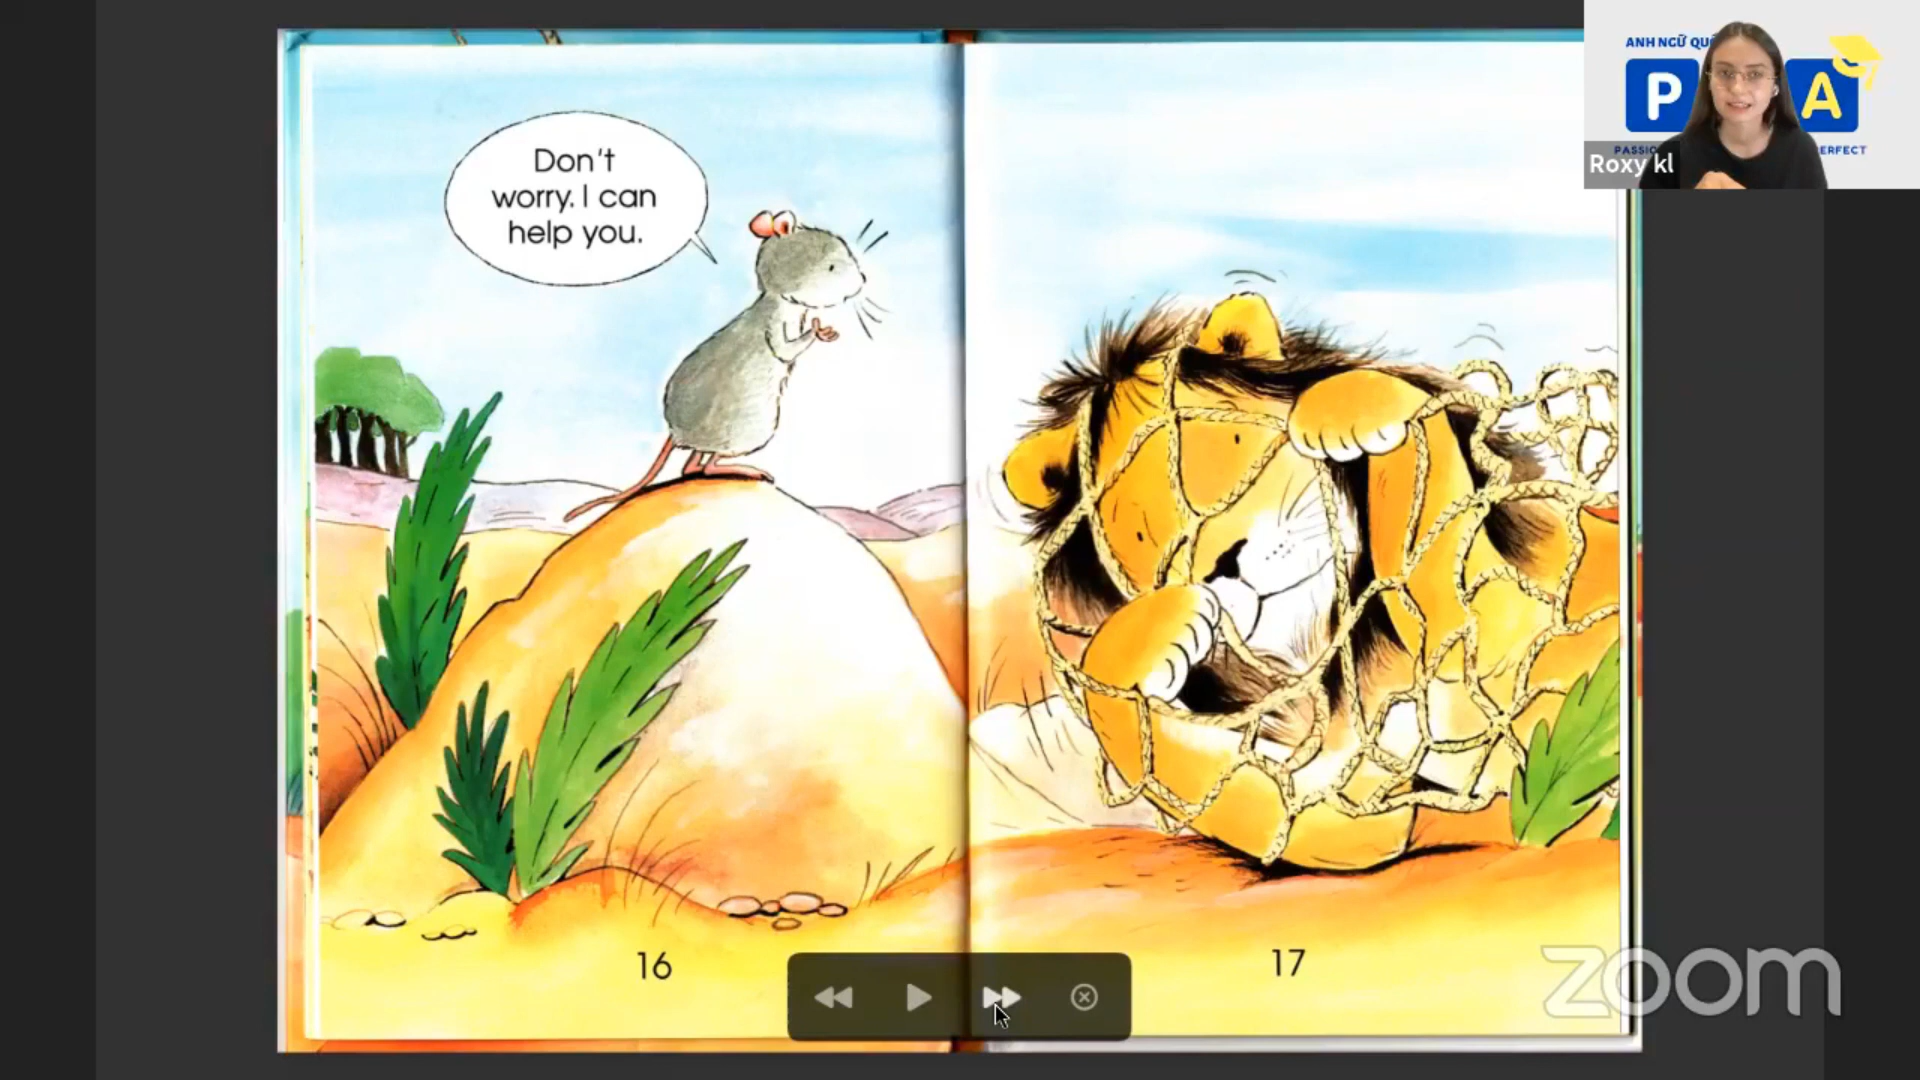 Don't
worry. I can
help you.
16
17
ANH NGỮ QU
P A
PASSIO ERFECT
Roxy kl
zoom